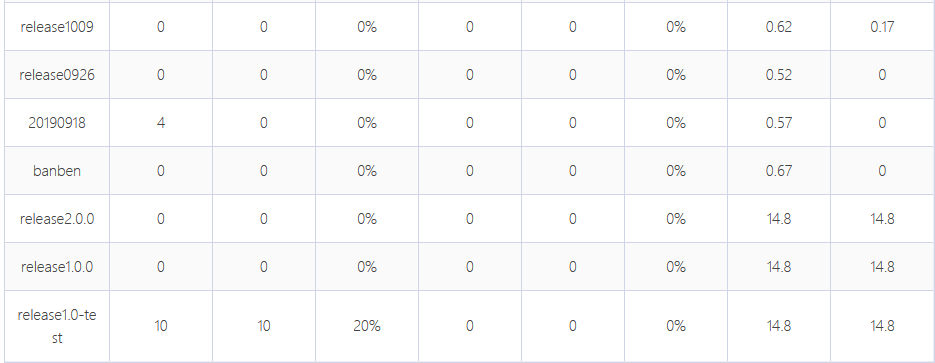 release1009 0 0 0% 0 0 0% 0.62 0.17
release0926 0 0 0% 0 0 0% 0.52 0
20190918 4 0 0% 0 0 0% 0.57 0
banben 0 0 0% 0 0 0% 0.67 0
release2.0.0 0 0 0% 0 0 0% 14.8 14.8
release1.0.0 0 0 0% 0 0 0% 14.8 14.8
release1.0-te
st 10 10 20% 0 0 0% 14.8 14.8